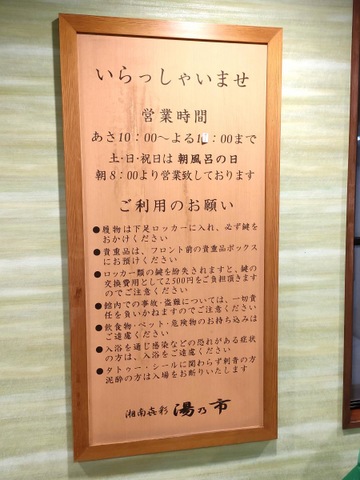 いらっしゃいませ
営業時間
あさ10：00～よる1 ：00まで
土・日・祝日は 朝風呂の日
朝8：00より営業致しております
ご利用のお願い
●履物は下足ロッカーに入れ、必ず鍵を
おかけください
●貴重品は、フロント前の貴重品ボックス
にお預けください
●ロッカー類の鍵を紛失されますと、鍵の
交換費用として2500円をご負担頂きます
のでご注意ください
●館内での事故・盗難については、一切責
任を負いかねますのでご注意ください
●飲食物・ペット・危険物のお持ち込みは
ご遠慮ください
●入浴を通じ感染などの恐れがある症状
の方は、入浴をご遠慮ください
●タトゥー・シールに関わらず刺青の方
泥酔の方は入場をお断りいたします
湘南喜彩 湯乃市